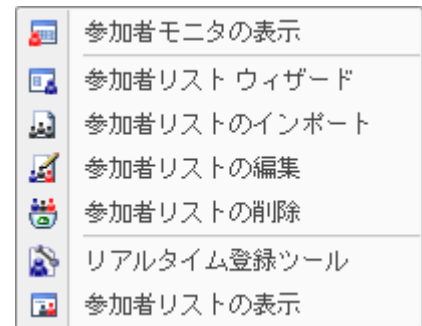 参加者モニタの表示
参加者リスト ウィザード
参加者リストのインポート
参加者リストの編集
参加者リストの削除
リアルタイム登録ツール
参加者リストの表示